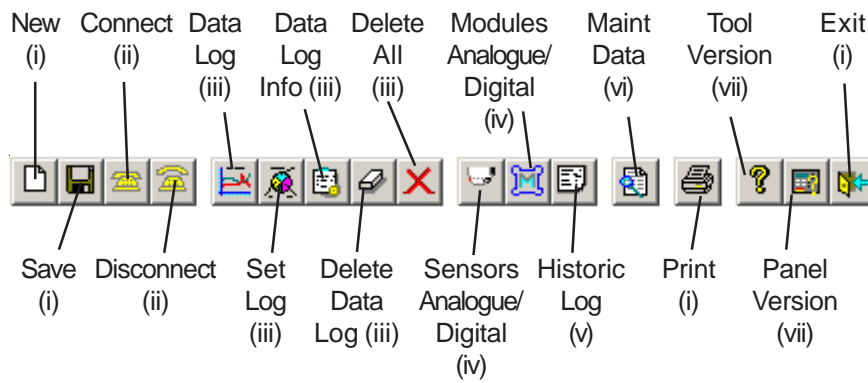 New
(i)
Connect
(ii)
Data
Log
(iii)
Data
Log
Info (iii)
Delete
All
(iii)
Modules
Analogue/
Digital
(iv)
Maint
Data
(vi)
Tool
Version
(vii)
Exit
(i)
M
Save
(i)
Disconnect
(ii)
Set
Log
(iii)
Delete
Data
Log (iii)
Sensors
Analogue/
Digital
(iv)
Historic
Log
(v)
Print
(i)
Panel
Version
(vii)